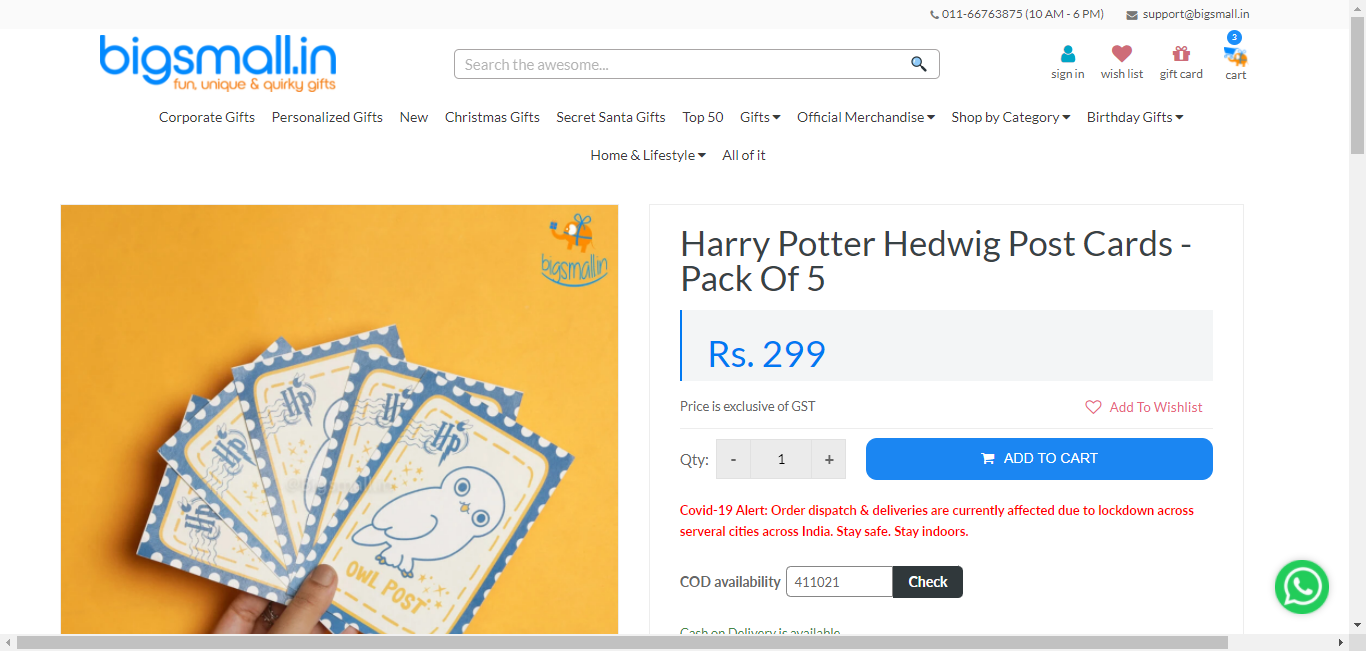 011-66763875 (10 AM - 6 PM) support@bigsmall.in
bigsmall.in
fun, unique & quirky gifts
Search the awesome...
3
sign in wish list gift card cart
Corporate Gifts Personalized Gifts New Christmas Gifts Secret Santa Gifts Top 50 Gifts Official Merchandise Shop by Category Birthday Gifts
Home & Lifestyle All of it
bigsmall.in
HP
HP
HP
HP
HP
OWL POST
Harry Potter Hedwig Post Cards -
Pack Of 5
Rs. 299
Price is exclusive of GST Add To Wishlist
Qty: - 1 + ADD TO CART
Covid-19 Alert: Order dispatch & deliveries are currently affected due to lockdown across
serveral cities across India. Stay safe. Stay indoors.
COD availability 411021 Check
Cash on Delivery is available